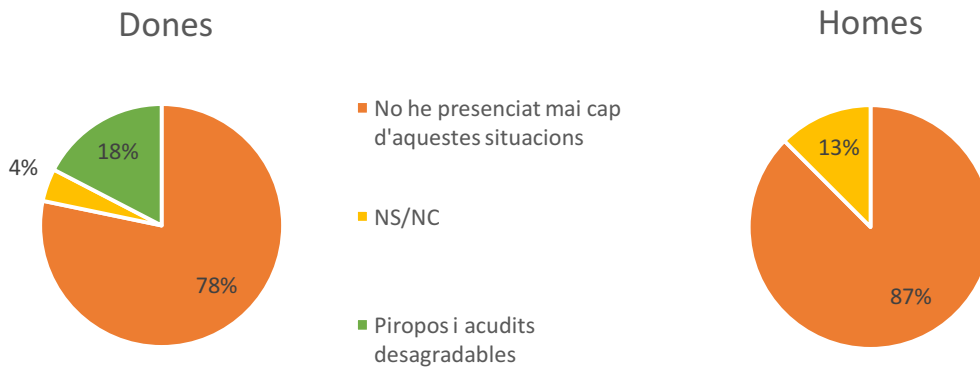 Dones
Homes
18%
4%
78%
No he presenciat mai cap
d'aquestes situacions
NS/NC
Piropos i acudits
desagradables
13%
87%